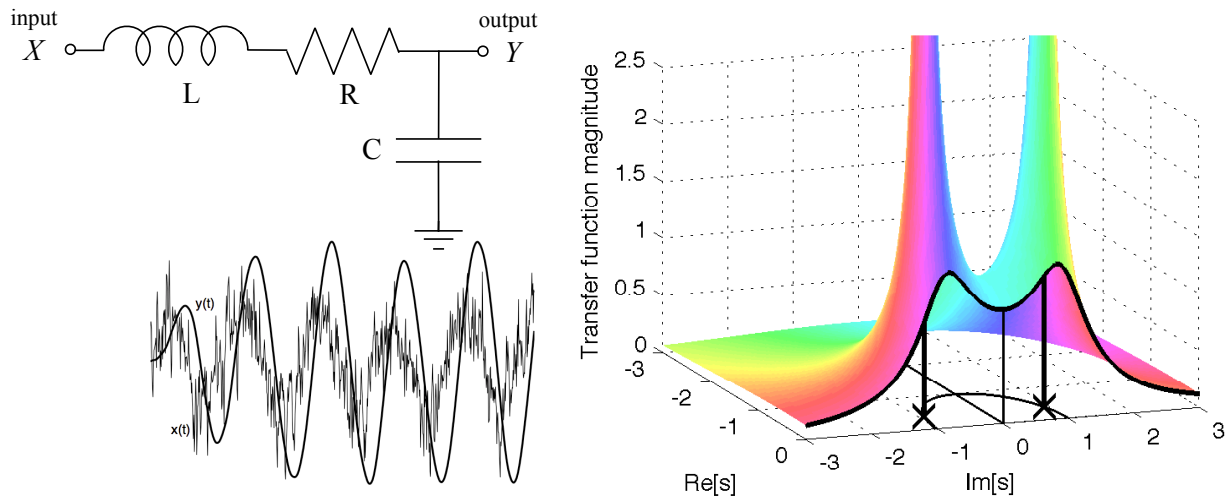 input
X
output
Y
L
R
C
y(t)
x(t)
Transfer function magnitude
2.5
2
1.5
1
0.5
0
-3
-2
-1
0
Re[s]
-3
-2
-1
0
1
2
3
Im[s]